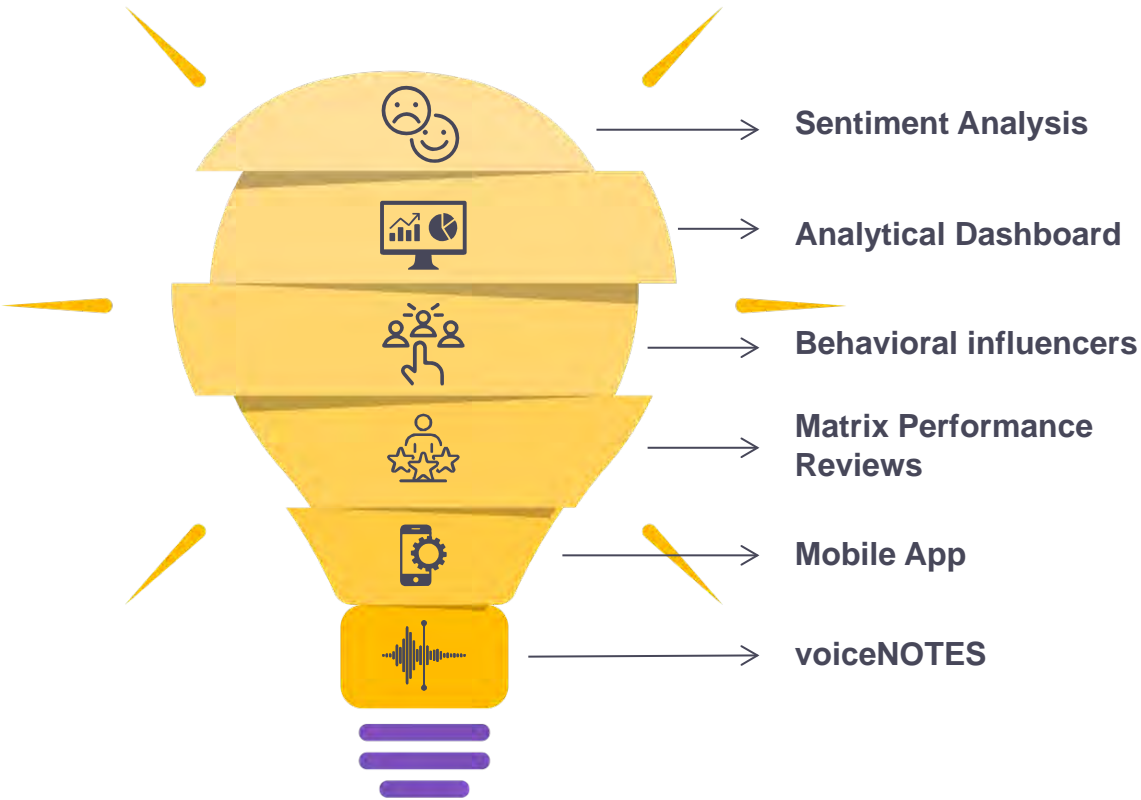 Sentiment Analysis
Analytical Dashboard
Behavioral influencers
Matrix Performance
Reviews
Mobile App
voiceNOTES